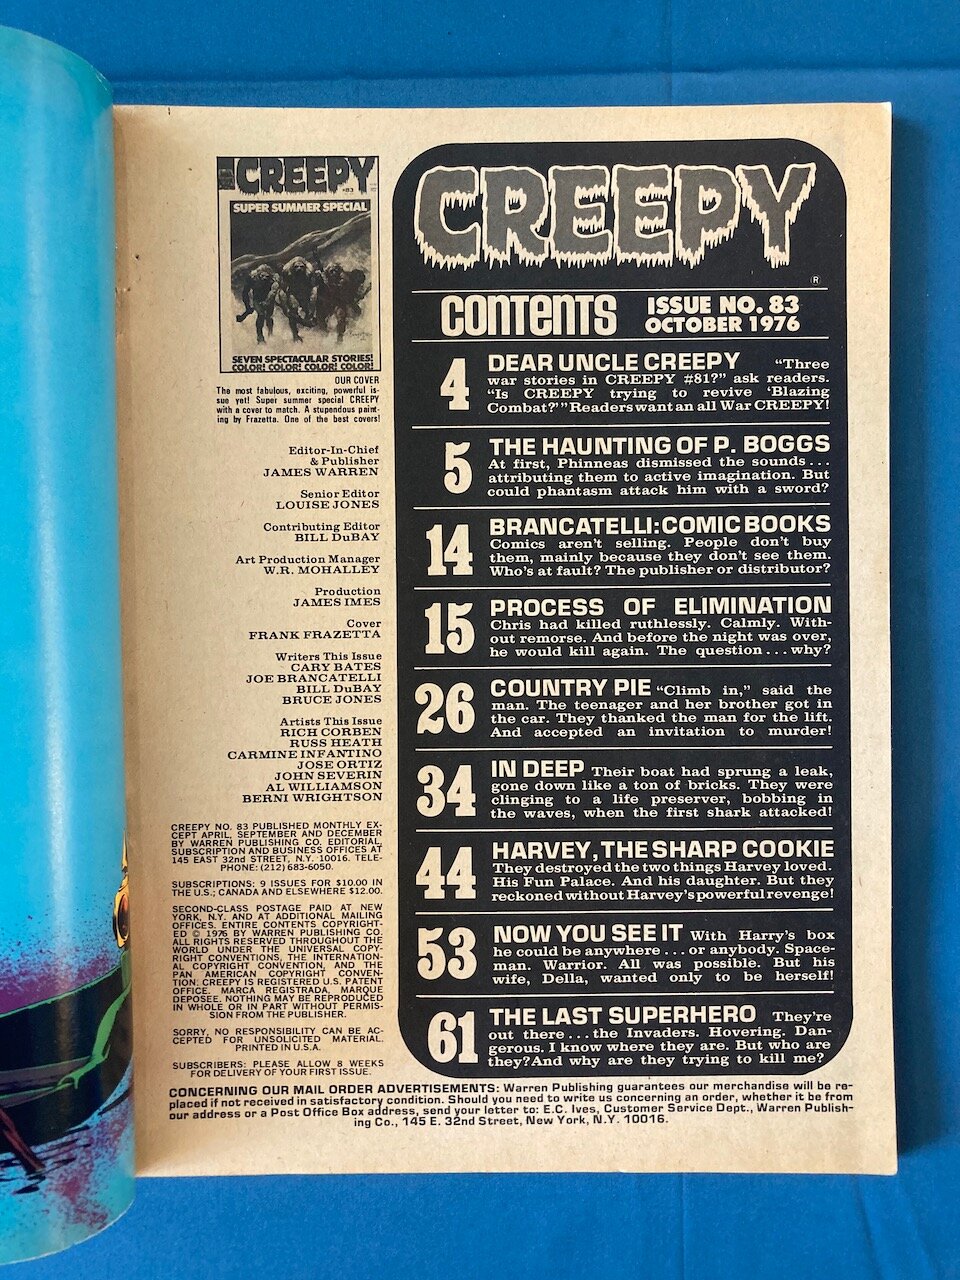 CREEPY
#83
SUPER SUMMER SPECIAL
SEVEN SPECTACULAR STORIES!
COLOR! COLOR! COLOR! COLOR!
OUR COVER
The most fabulous, exciting, powerful is-
sue yet! Super summer special CREEPY
with a cover to match. A stupendous paint-
ing by Frazetta. One of the best covers!
Editor-In-Chief
& Publisher
JAMES WARREN
Senior Editor
LOUISE JONES
Contributing Editor
BILL DuBAY
Art Production Manager
W.R. MOHALLEY
Production
JAMES IMES
Cover
FRANK FRAZETTA
Writers This Issue
CARY BATES
JOE BRANCATELLI
BILL DuBAY
BRUCE JONES
Artists This Issue
RICH CORBEN
RUSS HEATH
CARMINE INFANTINO
JOSE ORTIZ
JOHN SEVERIN
AL WILLIAMSON
BERNI WRIGHTSON
CREEPY NO. 83 PUBLISHED MONTHLY EX-
CEPT APRIL, SEPTEMBER AND DECEMBER
BY WARREN PUBLISHING CO. EDITORIAL,
SUBSCRIPTION AND BUSINESS OFFICES AT
145 EAST 32nd STREET, N.Y. 10016. TELE-
PHONE: (212) 683-6050.
SUBSCRIPTIONS: 9 ISSUES FOR $10.00 IN
THE U.S.; CANADA AND ELSEWHERE $12.00.
SECOND-CLASS POSTAGE PAID AT NEW
YORK, N.Y. AND AT ADDITIONAL MAILING
OFFICES. ENTIRE CONTENTS COPYRIGHT-
ED © 1976 BY WARREN PUBLISHING CO.
ALL RIGHTS RESERVED THROUGHOUT THE
WORLD UNDER THE UNIVERSAL COPY-
RIGHT CONVENTIONS, THE INTERNATION-
AL COPYRIGHT CONVENTION, AND THE
PAN AMERICAN COPYRIGHT CONVEN-
TION. CREEPY IS REGISTERED U.S. PATENT
OFFICE. MARCA REGISTRADA, MARQUE
DEPOSEE. NOTHING MAY BE REPRODUCED
IN WHOLE OR IN PART WITHOUT PERMIS-
SION FROM THE PUBLISHER.
SORRY, NO RESPONSIBILITY CAN BE AC-
CEPTED FOR UNSOLICITED MATERIAL.
PRINTED IN U.S.A.
SUBSCRIBERS: PLEASE ALLOW 8 WEEKS
FOR DELIVERY OF YOUR FIRST ISSUE.
CREEPY
®
CONTENTS
ISSUE NO. 83
OCTOBER 1976
4 DEAR UNCLE CREEPY "Three
war stories in CREEPY #81?" ask readers.
"Is CREEPY trying to revive 'Blazing
Combat?'" Readers want an all War CREEPY!
5 THE HAUNTING OF P. BOGGS
At first, Phinneas dismissed the sounds...
attributing them to active imagination. But
could phantasm attack him with a sword?
14 BRANCATELLI: COMIC BOOKS
Comics aren't selling. People don't buy
them, mainly because they don't see them.
Who's at fault? The publisher or distributor?
15 PROCESS OF ELIMINATION
Chris had killed ruthlessly. Calmly. With-
out remorse. And before the night was over,
he would kill again. The question...why?
26 COUNTRY PIE "Climb in," said the
man. The teenager and her brother got in
the car. They thanked the man for the lift.
And accepted an invitation to murder!
34 IN DEEP Their boat had sprung a leak,
gone down like a ton of bricks. They were
clinging to a life preserver, bobbing in
the waves, when the first shark attacked!
44 HARVEY, THE SHARP COOKIE
They destroyed the two things Harvey loved.
His Fun Palace. And his daughter. But they
reckoned without Harvey's powerful revenge!
53 NOW YOU SEE IT With Harry's box
he could be anywhere...or anybody. Space-
man. Warrior. All was possible. But his
wife, Della, wanted only to be herself!
61 THE LAST SUPERHERO They're
out there...the Invaders. Hovering. Dan-
gerous. I know where they are. But who are
they? And why are they trying to kill me?
CONCERNING OUR MAIL ORDER ADVERTISEMENTS: Warren Publishing guarantees our merchandise will be re-
placed if not received in satisfactory condition. Should you need to write us concerning an order, whether it be from
our address or a Post Office Box address, send your letter to: E.C. Ives, Customer Service Dept., Warren Publish-
ing Co., 145 E. 32nd Street, New York, N.Y. 10016.